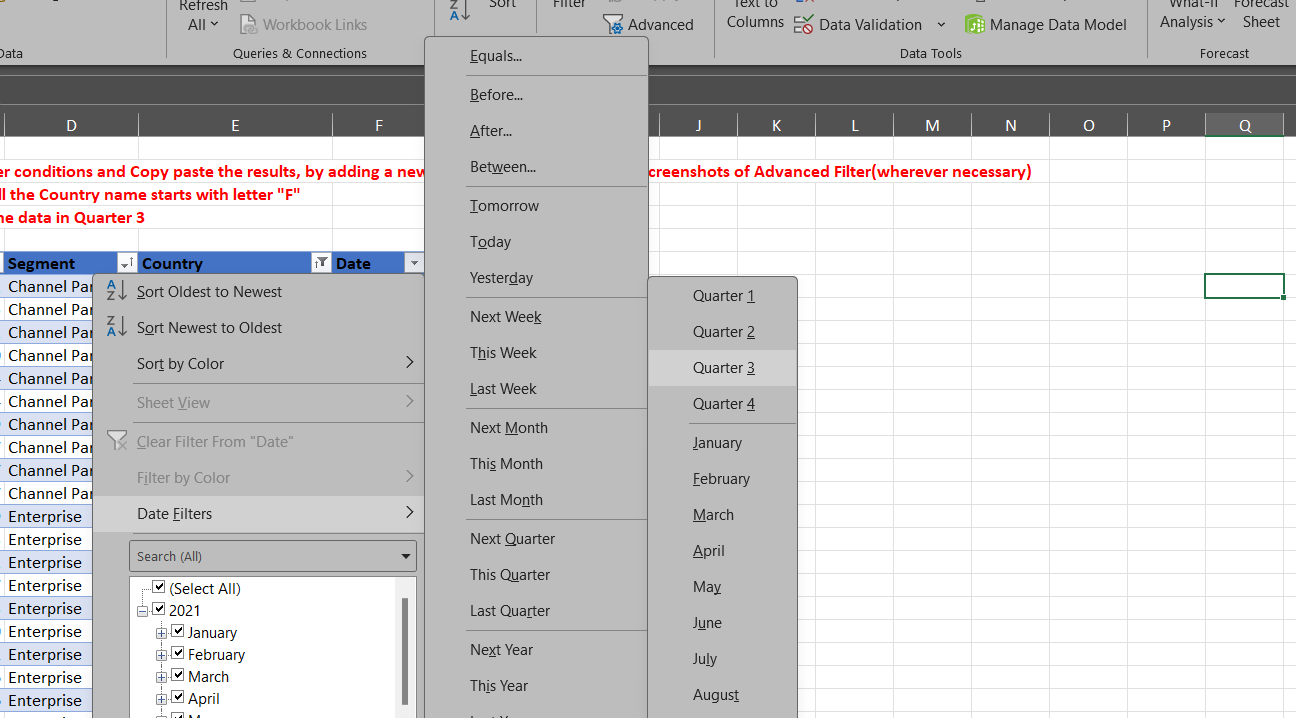 Refresh
All
Workbook Links
Queries & Connections
Data
Z
A
Sort
Filter
Advanced
Text to
Columns
Data Validation
Manage Data Model
Data Tools
What-If
Analysis
Forecast
Sheet
Forecast
D E F J K L M N O P Q
er conditions and Copy paste the results, by adding a new
creenshots of Advanced Filter(wherever necessary)
ll the Country name starts with letter "F"
he data in Quarter 3
Segment Country Date
Channel Par
Channel Par
Channel Par
Channel Par
Channel Par
Channel Par
Channel Par
Channel Par
Channel Par
Channel Par
Enterprise
Enterprise
Enterprise
Enterprise
Enterprise
Enterprise
Enterprise
Enterprise
Enterprise
A
Z
Sort Oldest to Newest
Z
A
Sort Newest to Oldest
Sort by Color
Sheet View
Clear Filter From "Date"
Filter by Color
Date Filters
Search (All)
(Select All)
2021
January
February
March
April
Equals...
Before...
After...
Between...
Tomorrow
Today
Yesterday
Next Week
This Week
Last Week
Next Month
This Month
Last Month
Next Quarter
This Quarter
Last Quarter
Next Year
This Year
Quarter 1
Quarter 2
Quarter 3
Quarter 4
January
February
March
April
May
June
July
August